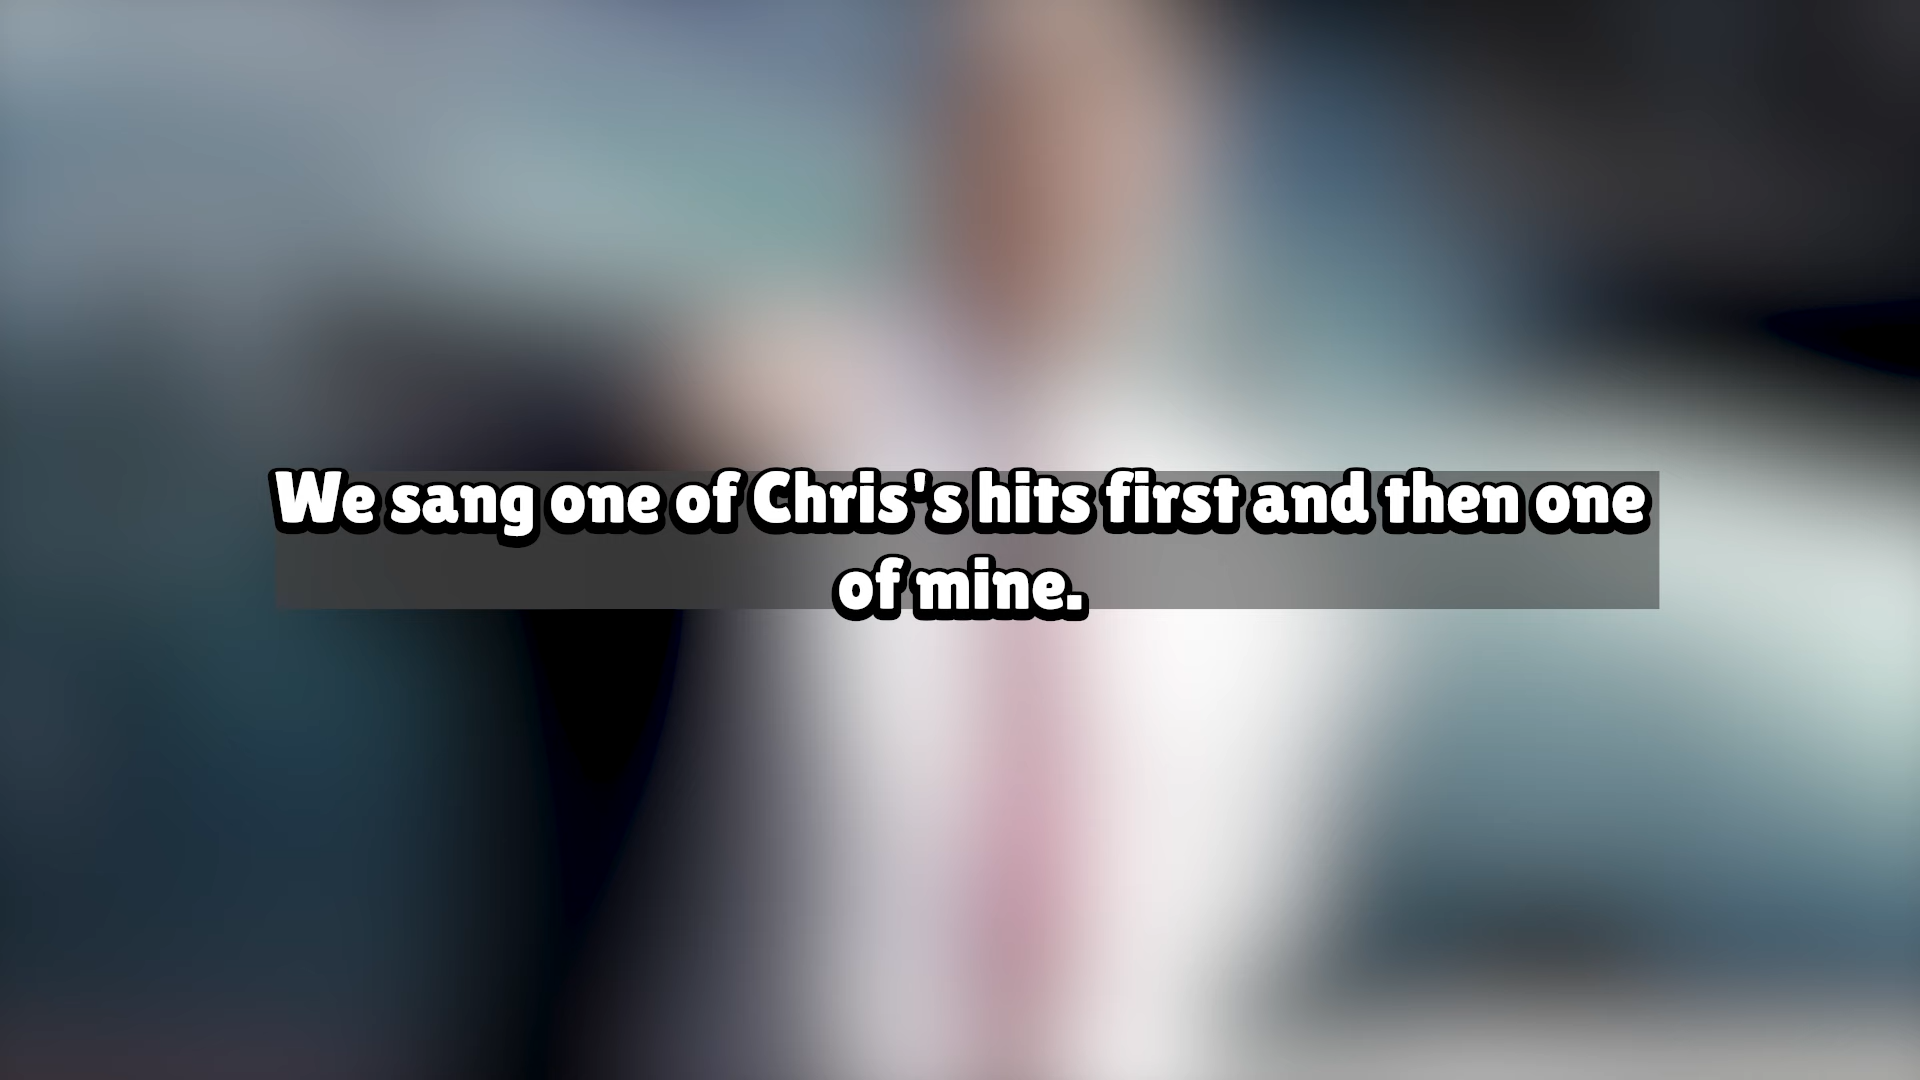 We sang one of Chris's hits first and then one
of mine.